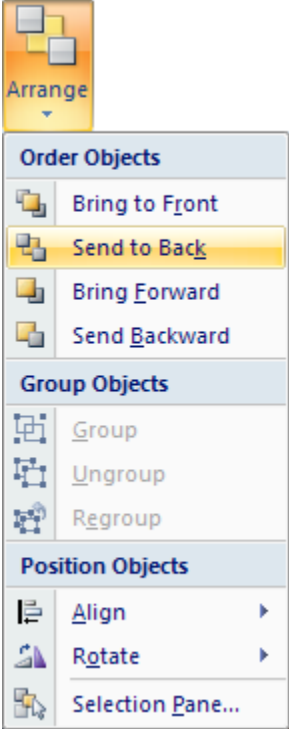 Arrange
Order Objects
Bring to Front
Send to Back
Bring Forward
Send Backward
Group Objects
Group
Ungroup
Regroup
Position Objects
Align
Rotate
Selection Pane...